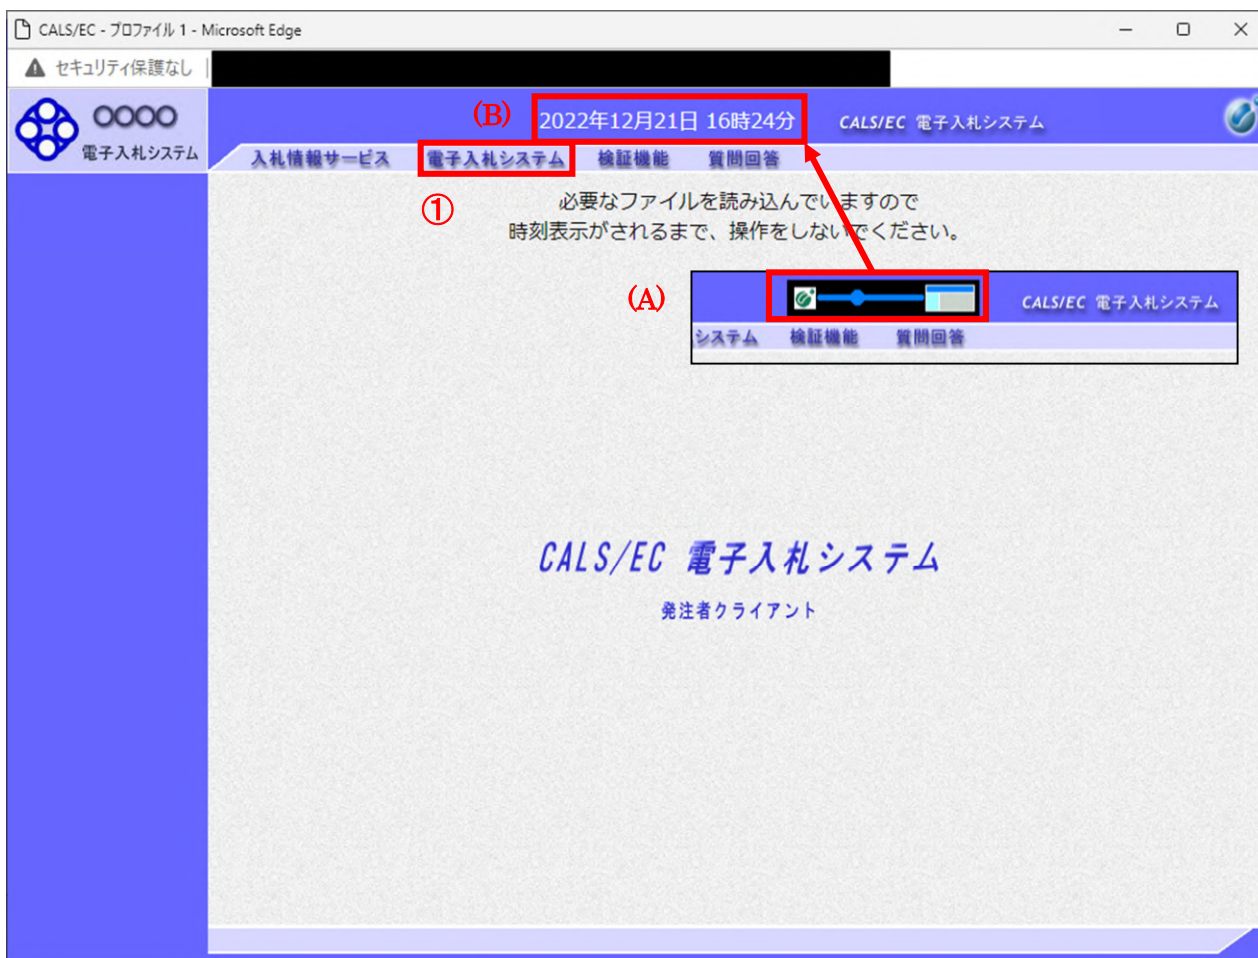 CALS/EC - プロファイル 1 - Microsoft Edge
セキュリティ保護なし
○○○○
電子入札システム
(B)
2022年12月21日 16時24分
CALS/EC 電子入札システム
入札情報サービス 電子入札システム 検証機能 質問回答
①
必要なファイルを読み込んでいますので
時刻表示がされるまで、操作をしないでください。
(A)
CALS/EC 電子入札システム
システム 検証機能 質問回答
CALS/EC 電子入札システム
発注者クライアント